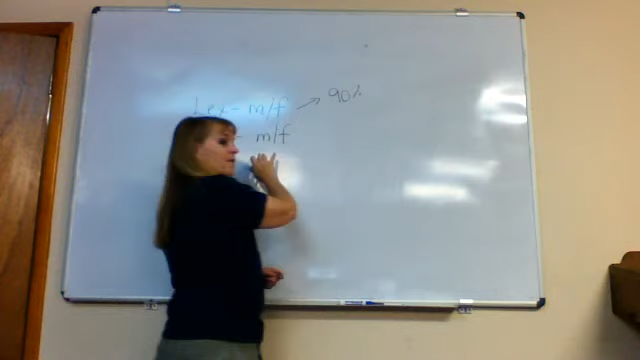 Lex - m/f → 90%
- m/f